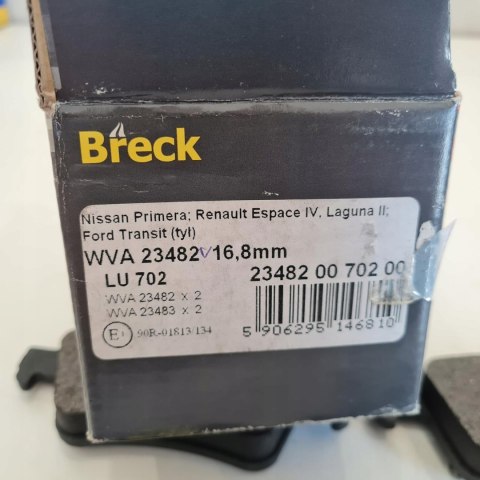 Breck
Nissan Primera; Renault Espace IV, Laguna II;
Ford Transit (tył)
WVA 23482 16,8mm
LU 702
23482 00 702 00
WVA 23482 x 2
WVA 23483 x 2
E 90R-01813/134
5 906295 146810